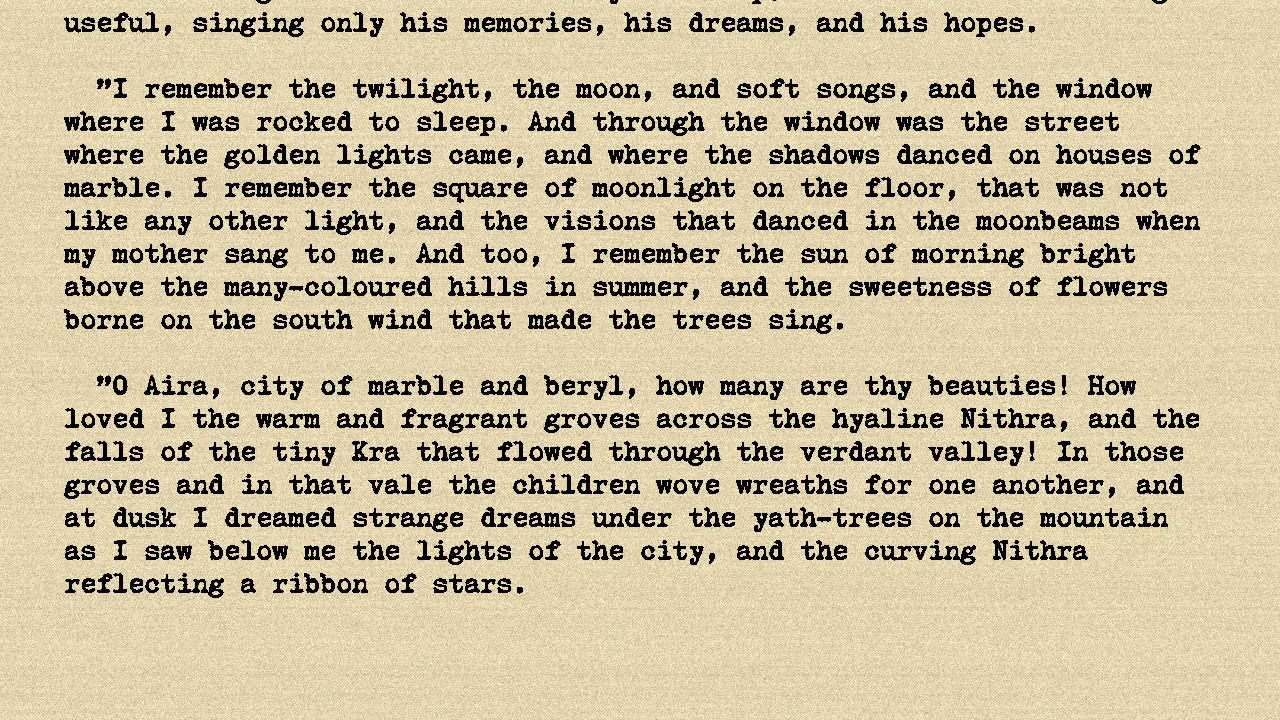 useful, singing only his memories, his dreams, and his hopes.
"I remember the twilight, the moon, and soft songs, and the window
where I was rocked to sleep. And through the window was the street
where the golden lights came, and where the shadows danced on houses of
marble. I remember the square of moonlight on the floor, that was not
like any other light, and the visions that danced in the moonbeams when
my mother sang to me. And too, I remember the sun of morning bright
above the many-coloured hills in summer, and the sweetness of flowers
borne on the south wind that made the trees sing.
"O Aira, city of marble and beryl, how many are thy beauties! How
loved I the warm and fragrant groves across the hyaline Nithra, and the
falls of the tiny Kra that flowed through the verdant valley! In those
groves and in that vale the children wove wreaths for one another, and
at dusk I dreamed strange dreams under the yath-trees on the mountain
as I saw below me the lights of the city, and the curving Nithra
reflecting a ribbon of stars.